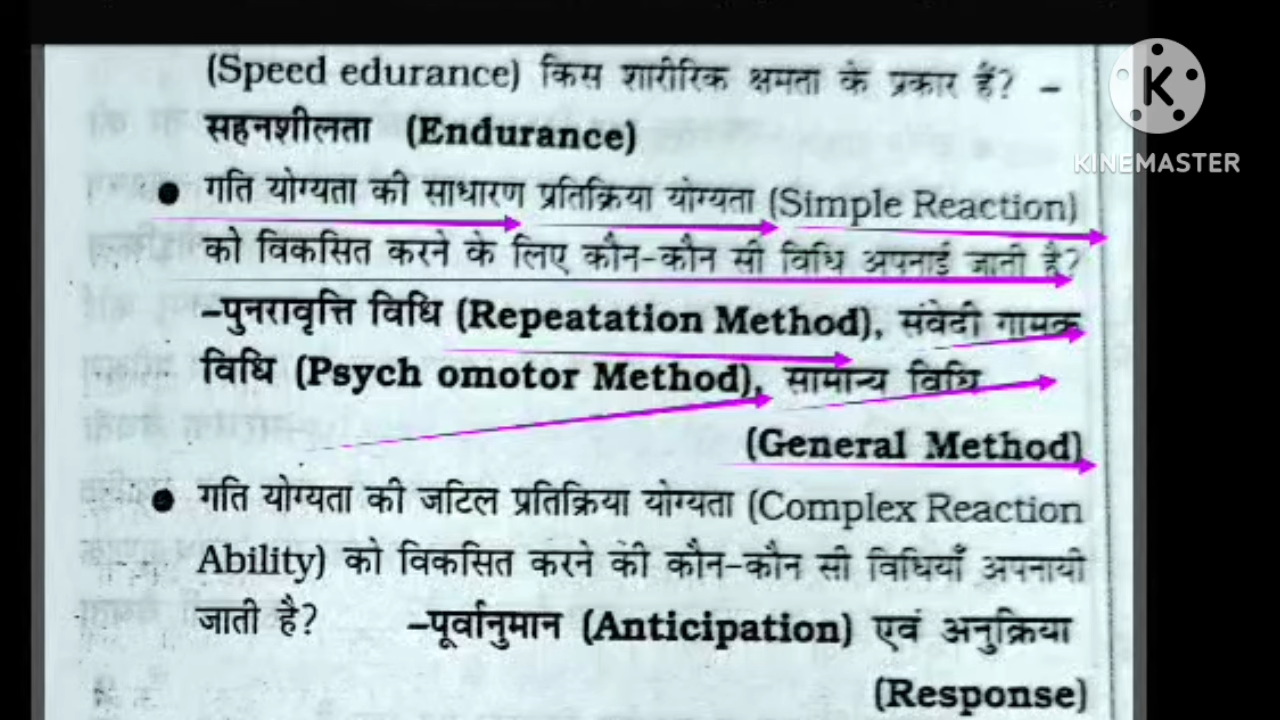 (Speed edurance) किस शारीरिक क्षमता के प्रकार हैं? –
सहनशीलता (Endurance)
● गति योग्यता की साधारण प्रतिक्रिया योग्यता (Simple Reaction)
को विकसित करने के लिए कौन-कौन सी विधि अपनाई जाती है?
–पुनरावृत्ति विधि (Repeatation Method), संवेदी गामक
विधि (Psych omotor Method), सामान्य विधि
(General Method)
● गति योग्यता की जटिल प्रतिक्रिया योग्यता (Complex Reaction
Ability) को विकसित करने की कौन-कौन सी विधियाँ अपनायी
जाती है? –पूर्वानुमान (Anticipation) एवं अनुक्रिया
(Response)
K
KINEMASTER